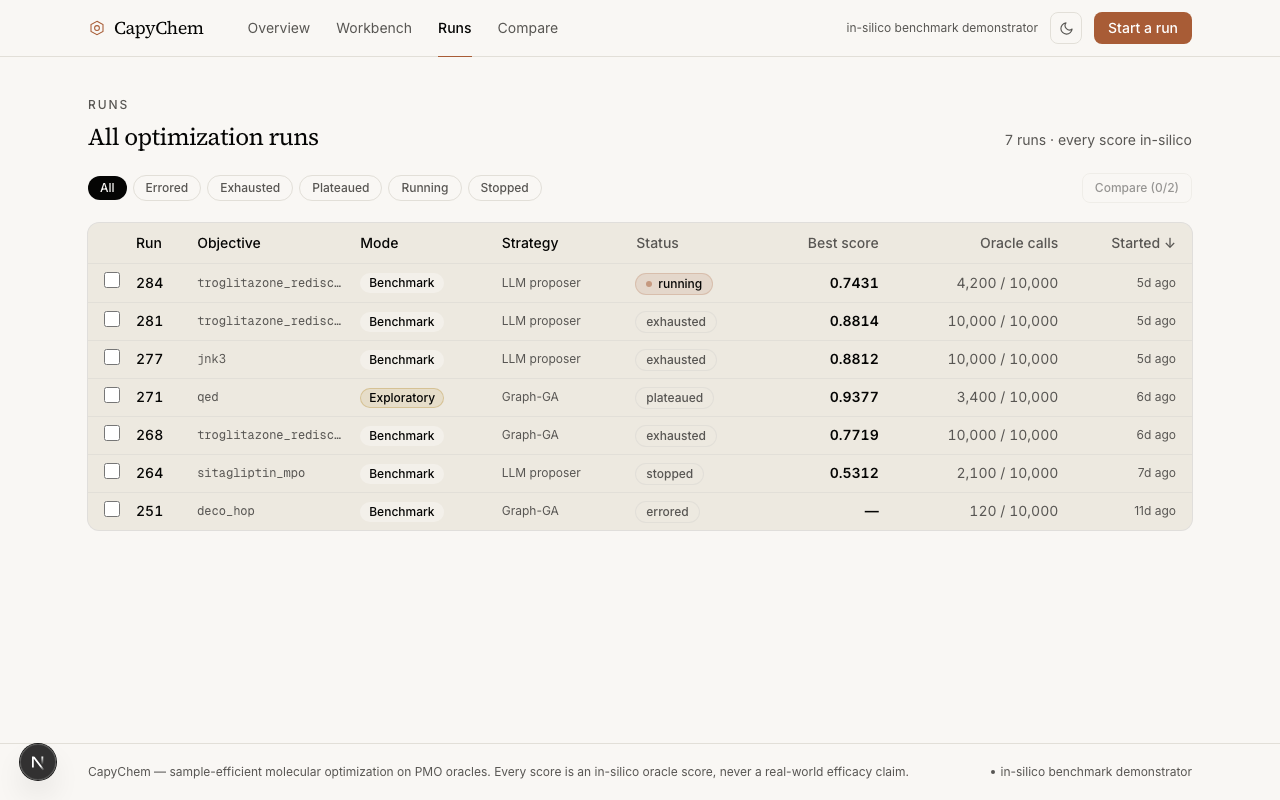 CapyChem Overview Workbench Runs Compare in-silico benchmark demonstrator Start a run
RUNS
All optimization runs
7 runs · every score in-silico
All Errored Exhausted Plateaued Running Stopped Compare (0/2)
Run Objective Mode Strategy Status Best score Oracle calls Started ↓
284 troglitazone_redisc… Benchmark LLM proposer running 0.7431 4,200 / 10,000 5d ago
281 troglitazone_redisc… Benchmark LLM proposer exhausted 0.8814 10,000 / 10,000 5d ago
277 jnk3 Benchmark LLM proposer exhausted 0.8812 10,000 / 10,000 5d ago
271 qed Exploratory Graph-GA plateaued 0.9377 3,400 / 10,000 6d ago
268 troglitazone_redisc… Benchmark Graph-GA exhausted 0.7719 10,000 / 10,000 6d ago
264 sitagliptin_mpo Benchmark LLM proposer stopped 0.5312 2,100 / 10,000 7d ago
251 deco_hop Benchmark Graph-GA errored — 120 / 10,000 11d ago
N
CapyChem — sample-efficient molecular optimization on PMO oracles. Every score is an in-silico oracle score, never a real-world efficacy claim. • in-silico benchmark demonstrator